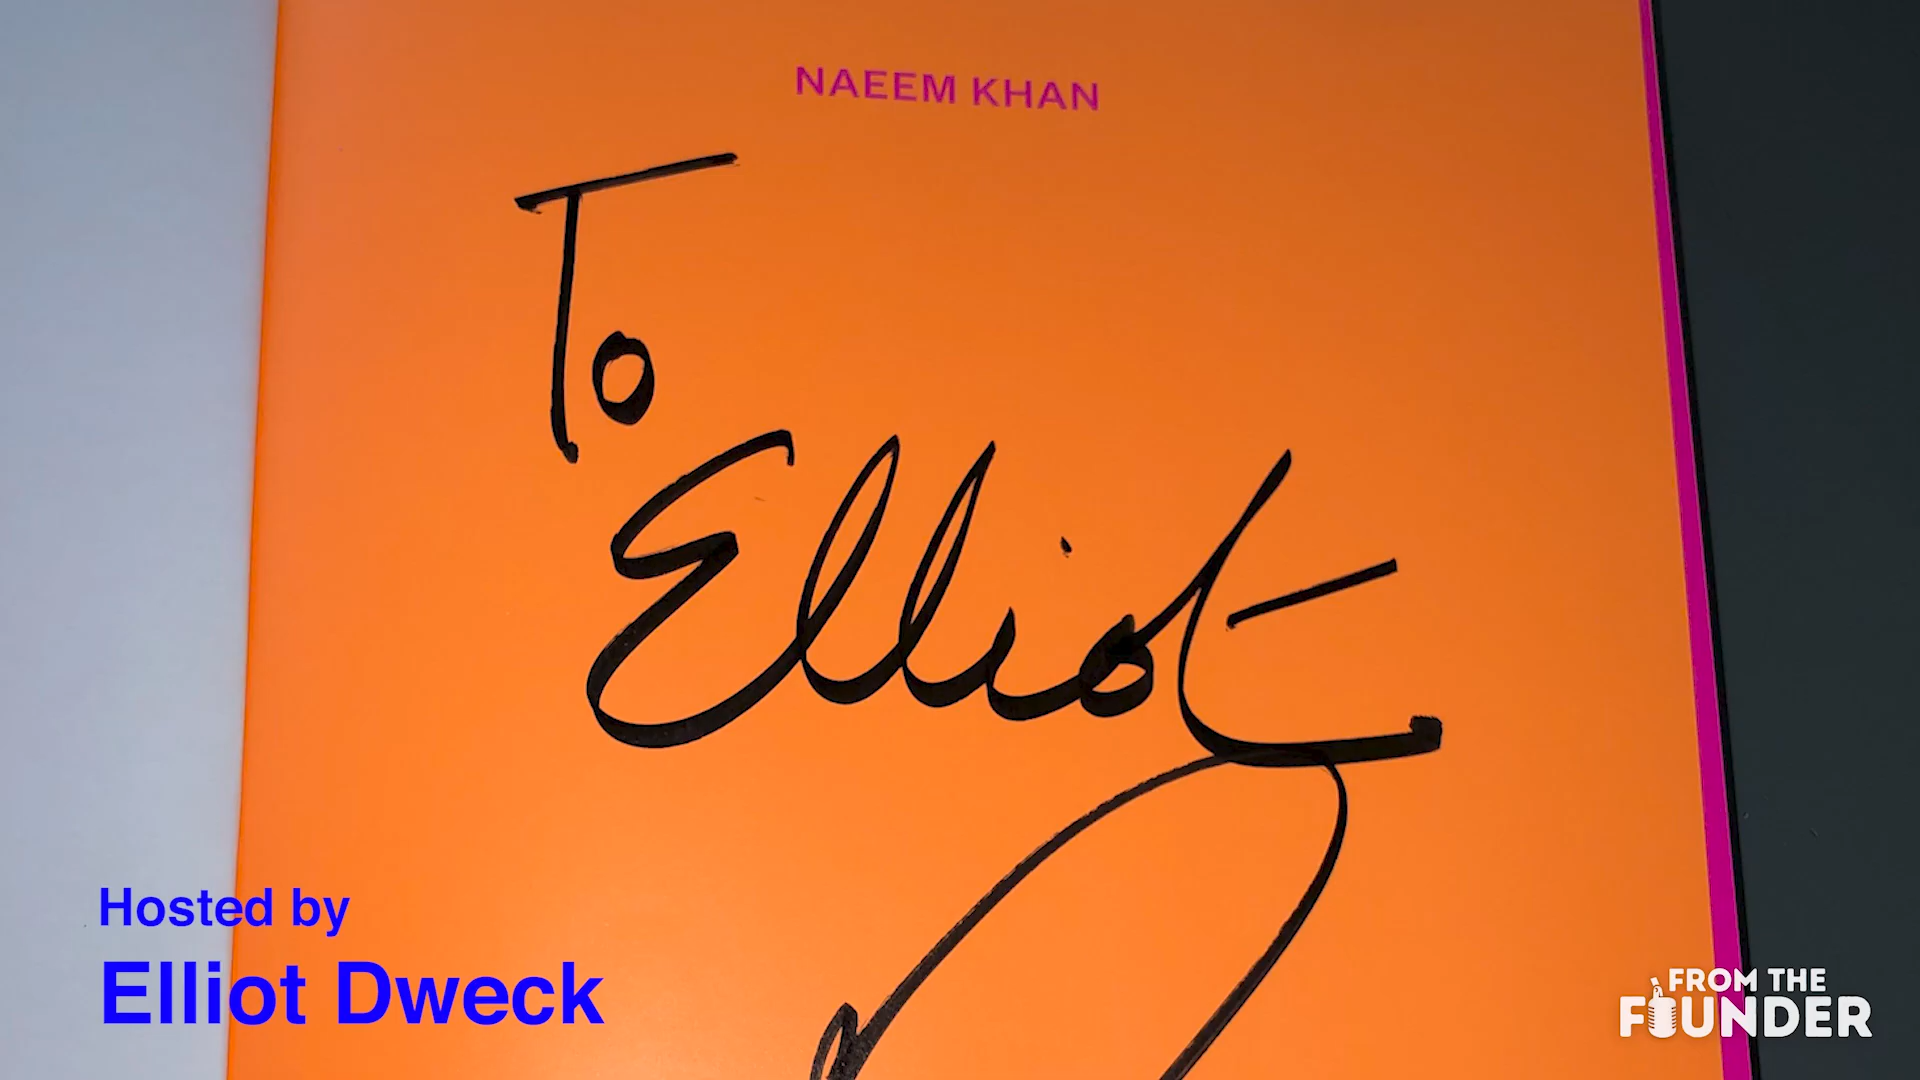 NAEEM KHAN
To
Elliot
Hosted by
Elliot Dweck
FROM THE
FOUNDER